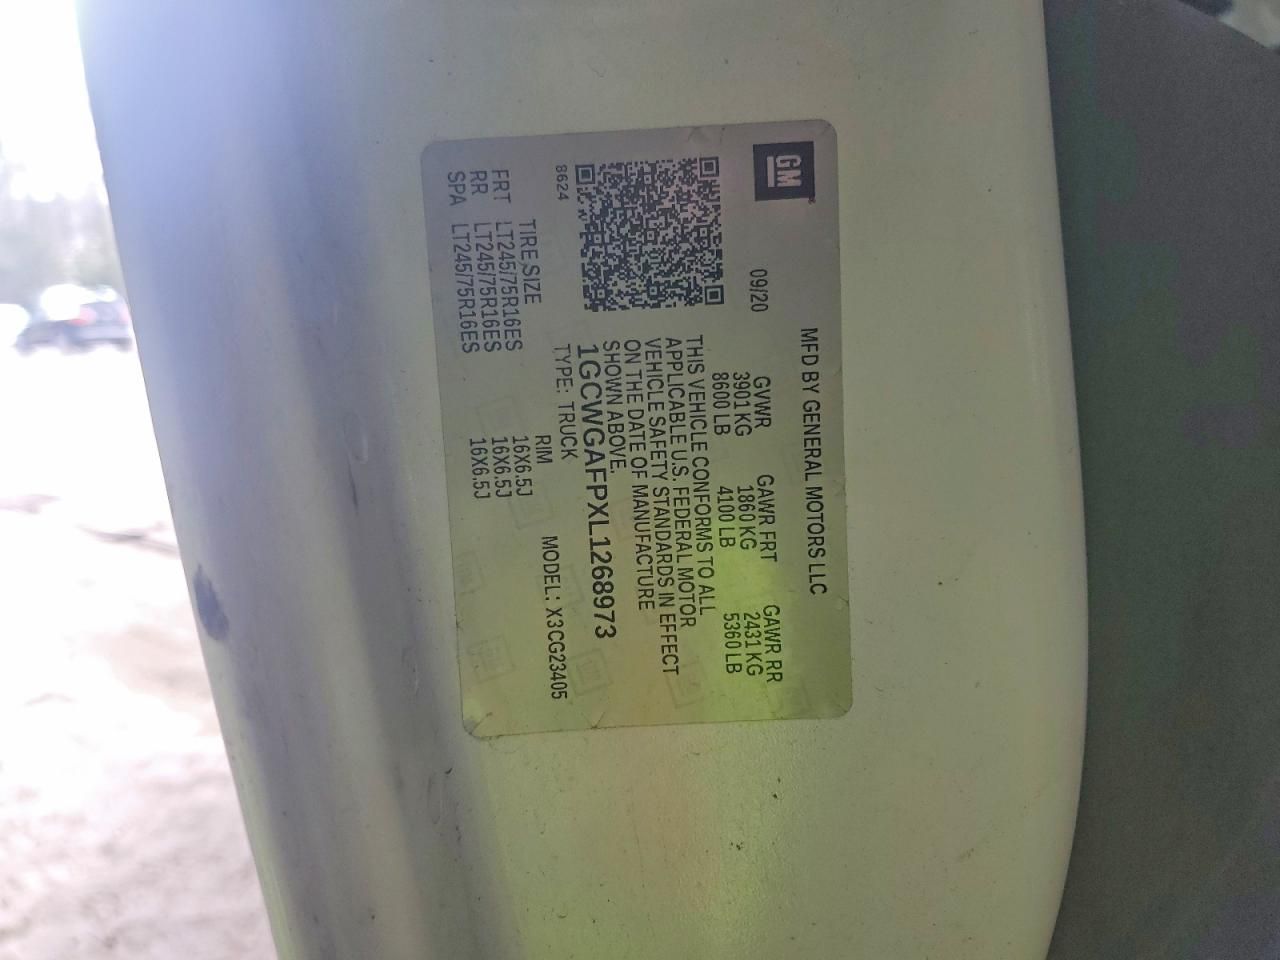 MFD BY GENERAL MOTORS LLC
GM
09/20
GVWR GAWR FRT GAWR RR
3901 KG 1860 KG 2431 KG
8600 LB 4100 LB 5360 LB
THIS VEHICLE CONFORMS TO ALL
APPLICABLE U.S. FEDERAL MOTOR
VEHICLE SAFETY STANDARDS IN EFFECT
ON THE DATE OF MANUFACTURE
SHOWN ABOVE.
1GCWGAFPXL1268973
8624
TYPE: TRUCK MODEL: X3CG23405
TIRE SIZE RIM
FRT LT245/75R16ES 16X6.5J
RR LT245/75R16ES 16X6.5J
SPA LT245/75R16ES 16X6.5J